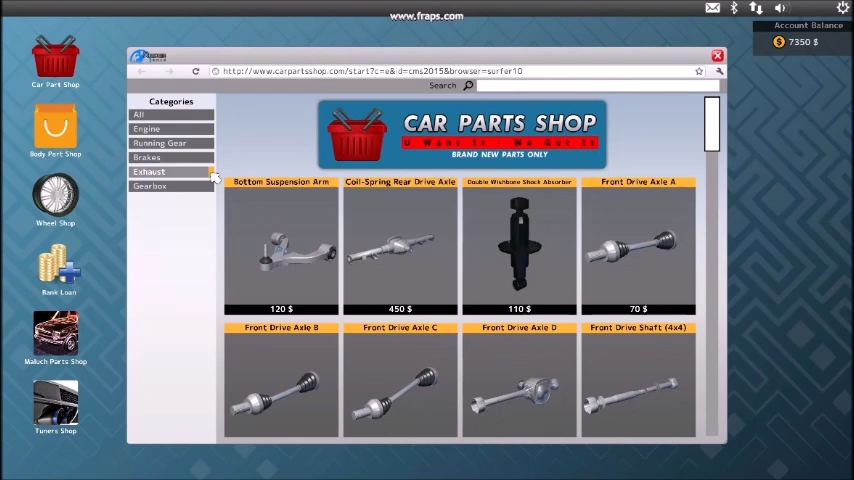 www.fraps.com
Account Balance
7350 $
Car Part Shop
Body Part Shop
Wheel Shop
Bank Loan
Maluch Parts Shop
Tuners Shop
http://www.carpartsshop.com/start?c=e&id=cms2015&browser=surfer10
Search
Categories
All
Engine
Running Gear
Brakes
Exhaust
Gearbox
CAR PARTS SHOP
U Want It - We Got It
BRAND NEW PARTS ONLY
Bottom Suspension Arm
Coil-Spring Rear Drive Axle
Double Wishbone Shock Absorber
Front Drive Axle A
120 $
450 $
110 $
70 $
Front Drive Axle B
Front Drive Axle C
Front Drive Axle D
Front Drive Shaft (4x4)